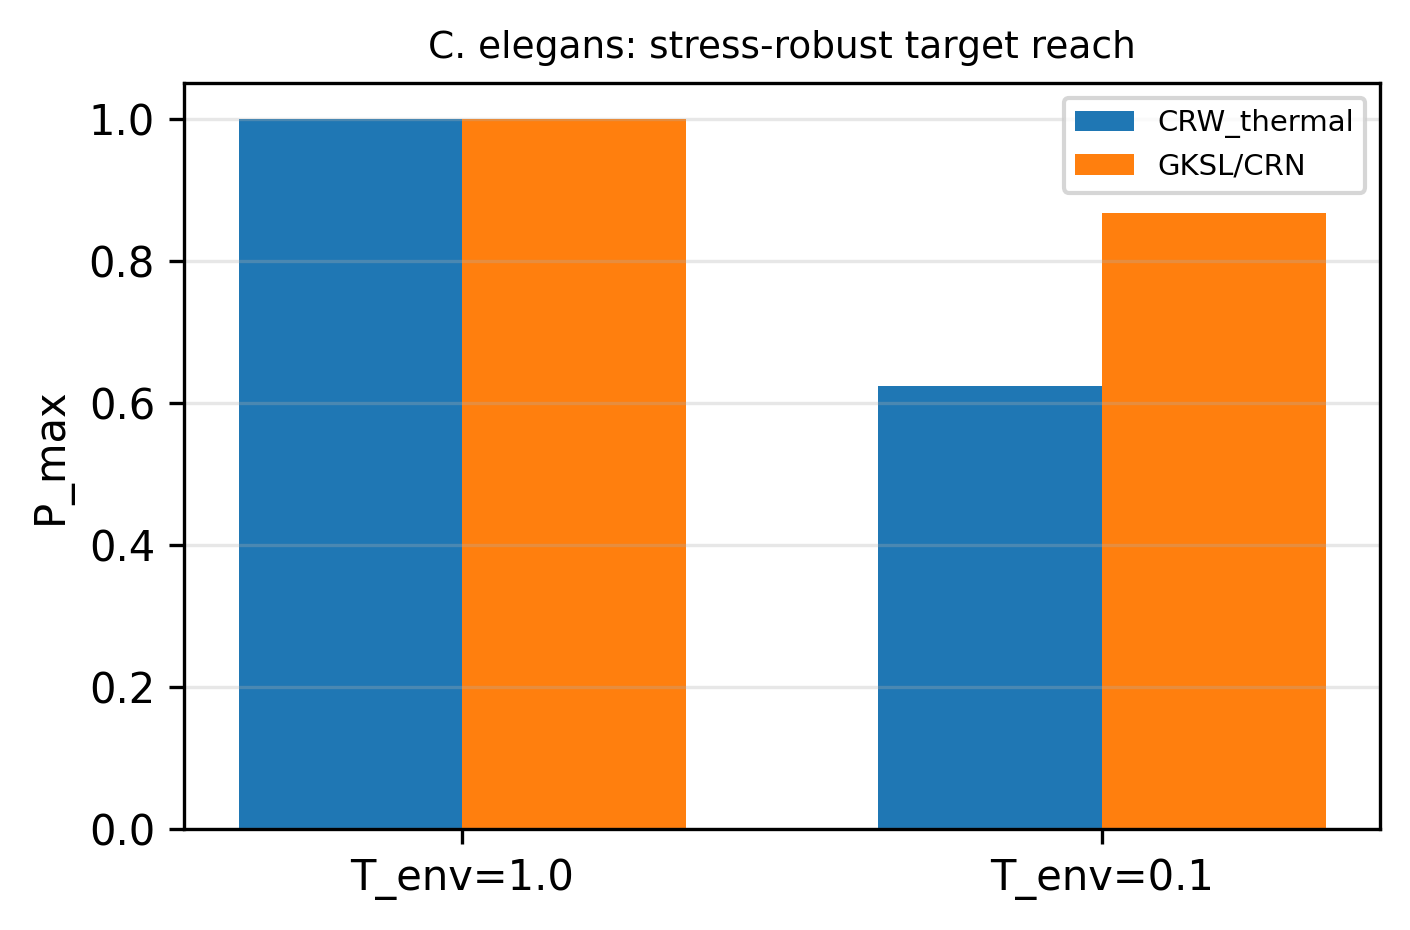 C. elegans: stress-robust target reach
CRW_thermal
GKSL/CRN
P_max
1.0
0.8
0.6
0.4
0.2
0.0
T_env=1.0
T_env=0.1